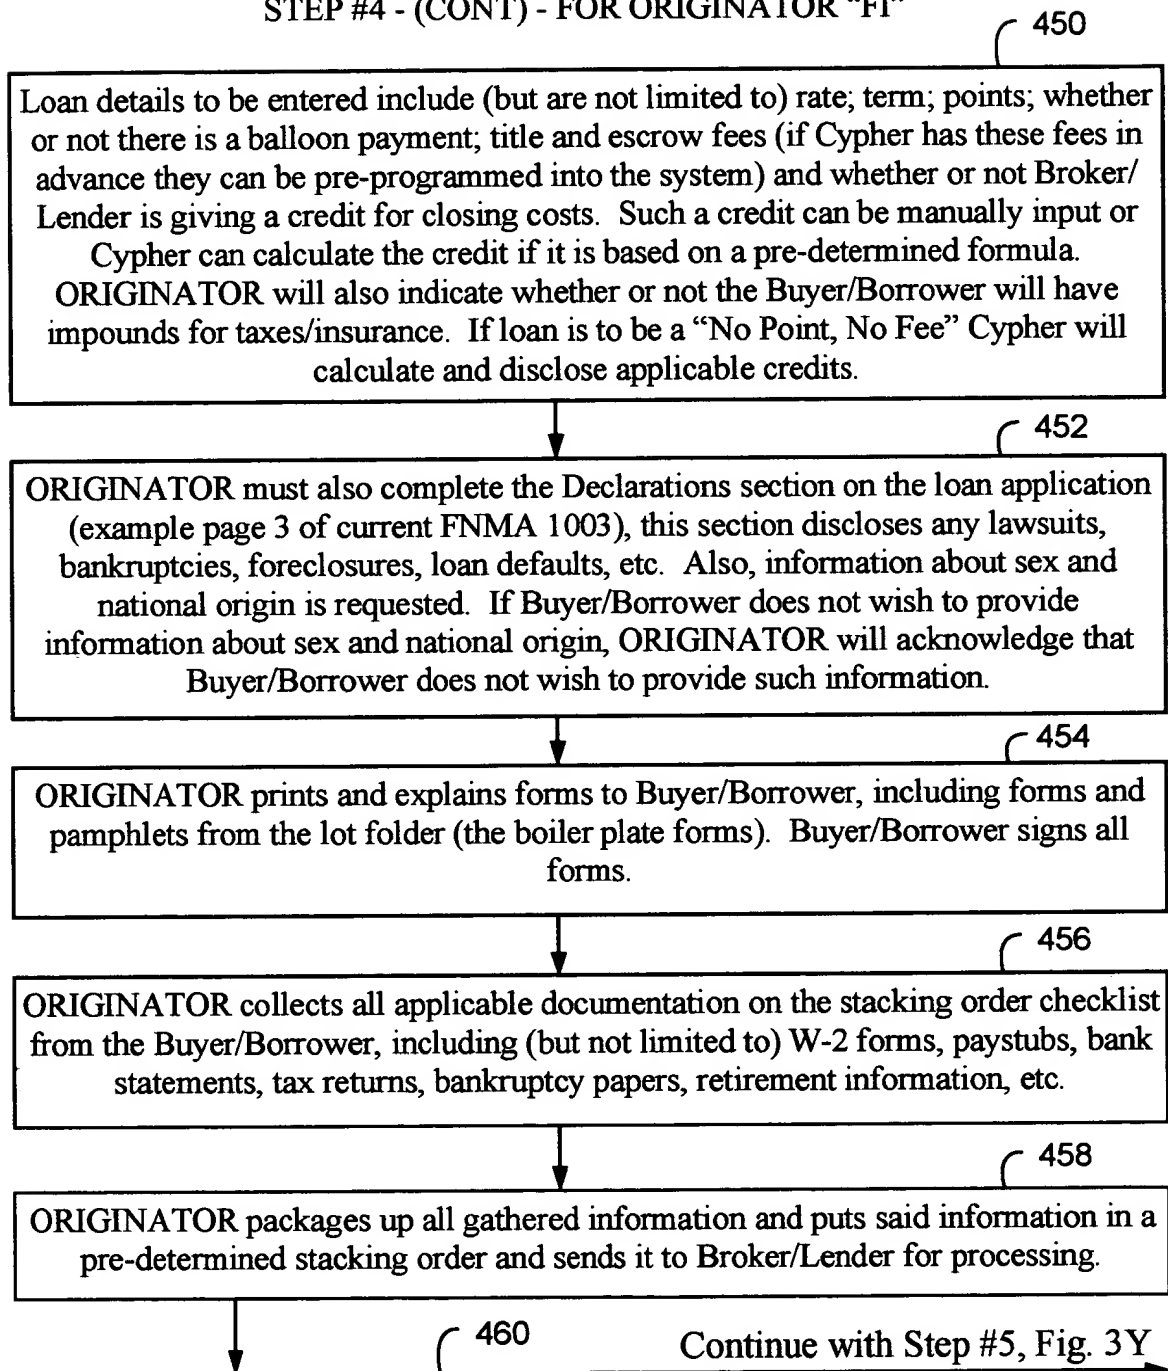 STEP #4 - (CONT) - FOR ORIGINATOR "FI"
450
Loan details to be entered include (but are not limited to) rate; term; points; whether
or not there is a balloon payment; title and escrow fees (if Cypher has these fees in
advance they can be pre-programmed into the system) and whether or not Broker/
Lender is giving a credit for closing costs.  Such a credit can be manually input or
Cypher can calculate the credit if it is based on a pre-determined formula.
ORIGINATOR will also indicate whether or not the Buyer/Borrower will have
impounds for taxes/insurance.  If loan is to be a "No Point, No Fee" Cypher will
calculate and disclose applicable credits.
452
ORIGINATOR must also complete the Declarations section on the loan application
(example page 3 of current FNMA 1003), this section discloses any lawsuits,
bankruptcies, foreclosures, loan defaults, etc.  Also, information about sex and
national origin is requested.  If Buyer/Borrower does not wish to provide
information about sex and national origin, ORIGINATOR will acknowledge that
Buyer/Borrower does not wish to provide such information.
454
ORIGINATOR prints and explains forms to Buyer/Borrower, including forms and
pamphlets from the lot folder (the boiler plate forms).  Buyer/Borrower signs all
forms.
456
ORIGINATOR collects all applicable documentation on the stacking order checklist
from the Buyer/Borrower, including (but not limited to) W-2 forms, paystubs, bank
statements, tax returns, bankruptcy papers, retirement information, etc.
458
ORIGINATOR packages up all gathered information and puts said information in a
pre-determined stacking order and sends it to Broker/Lender for processing.
460
Continue with Step #5, Fig. 3Y